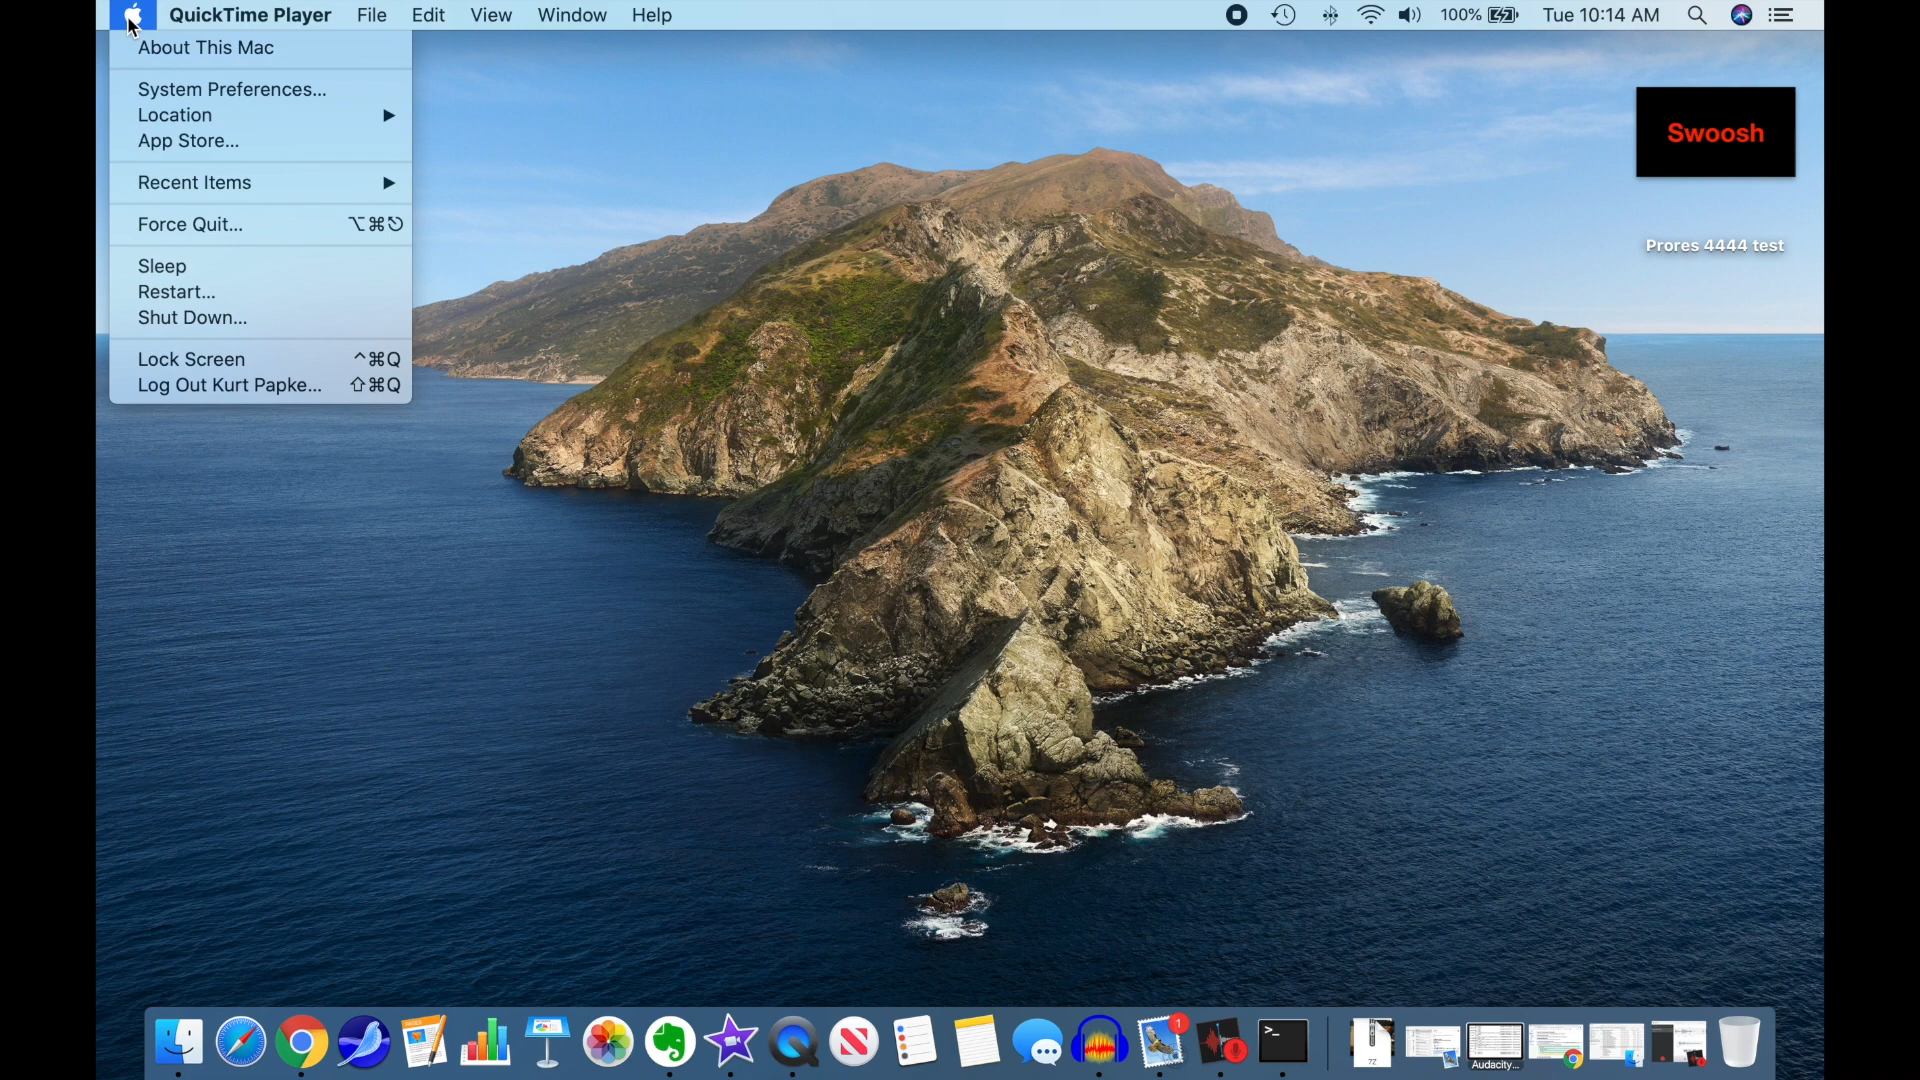 QuickTime Player File Edit View Window Help 100% Tue 10:14 AM
About This Mac
System Preferences...
Location
App Store...
Recent Items
Force Quit... ⌥⌘⎋
Sleep
Restart...
Shut Down...
Lock Screen ^⌘Q
Log Out Kurt Papke... ⇧⌘Q
Swoosh
Prores 4444 test
1
>_
7Z
Audacity...